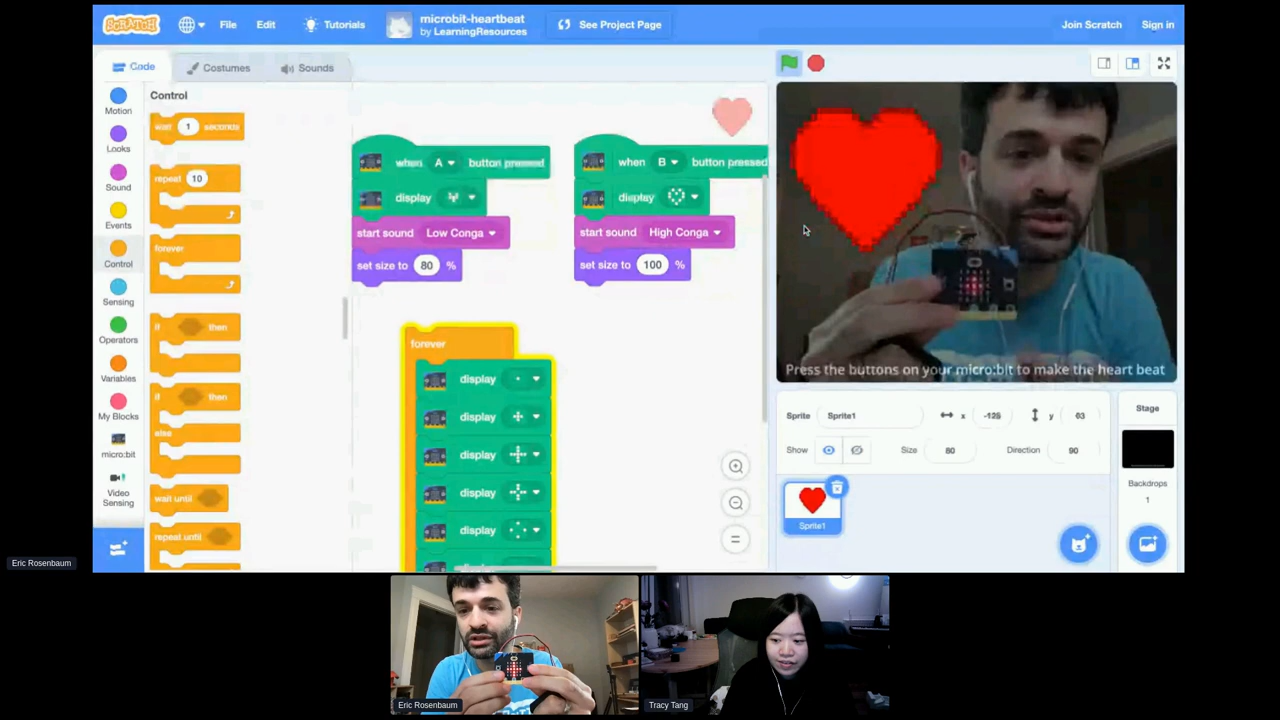 SCRATCH
File
Edit
Tutorials
microbit-heartbeat
by LearningResources
See Project Page
Join Scratch
Sign in
Code
Costumes
Sounds
Motion
Looks
Sound
Events
Control
Sensing
Operators
Variables
My Blocks
micro:bit
Video
Sensing
Control
wait 1 seconds
repeat 10
forever
if then
if then
else
wait until
repeat until
when A button pressed
display
start sound Low Conga
set size to 80 %
when B button pressed
display
start sound High Conga
set size to 100 %
forever
display
display
display
display
display
Press the buttons on your micro:bit to make the heart beat
Sprite Sprite1 x -125 y 63
Show Size 80 Direction 90
Sprite1
Stage
Backdrops
1
Eric Rosenbaum
Eric Rosenbaum
Tracy Tang